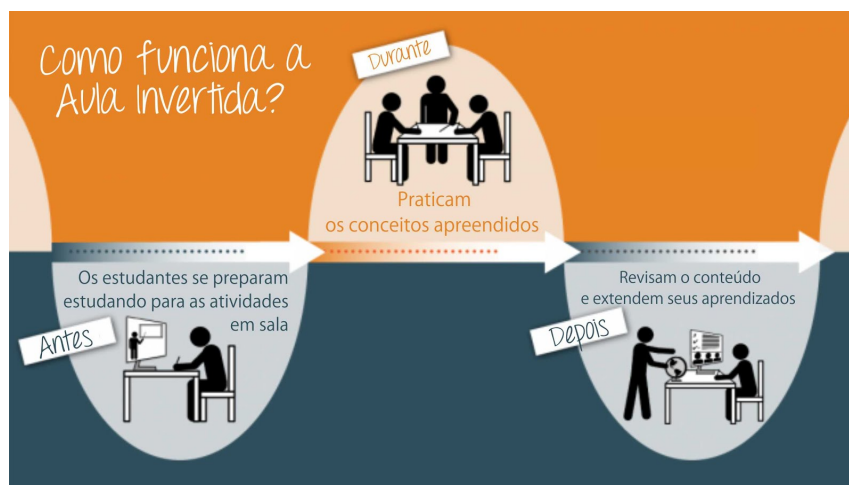 Como funciona a
Aula Invertida?
Durante
Praticam
os conceitos apreendidos
Os estudantes se preparam
estudando para as atividades
em sala
Antes
Revisam o conteúdo
e extendem seus aprendizados
Depois